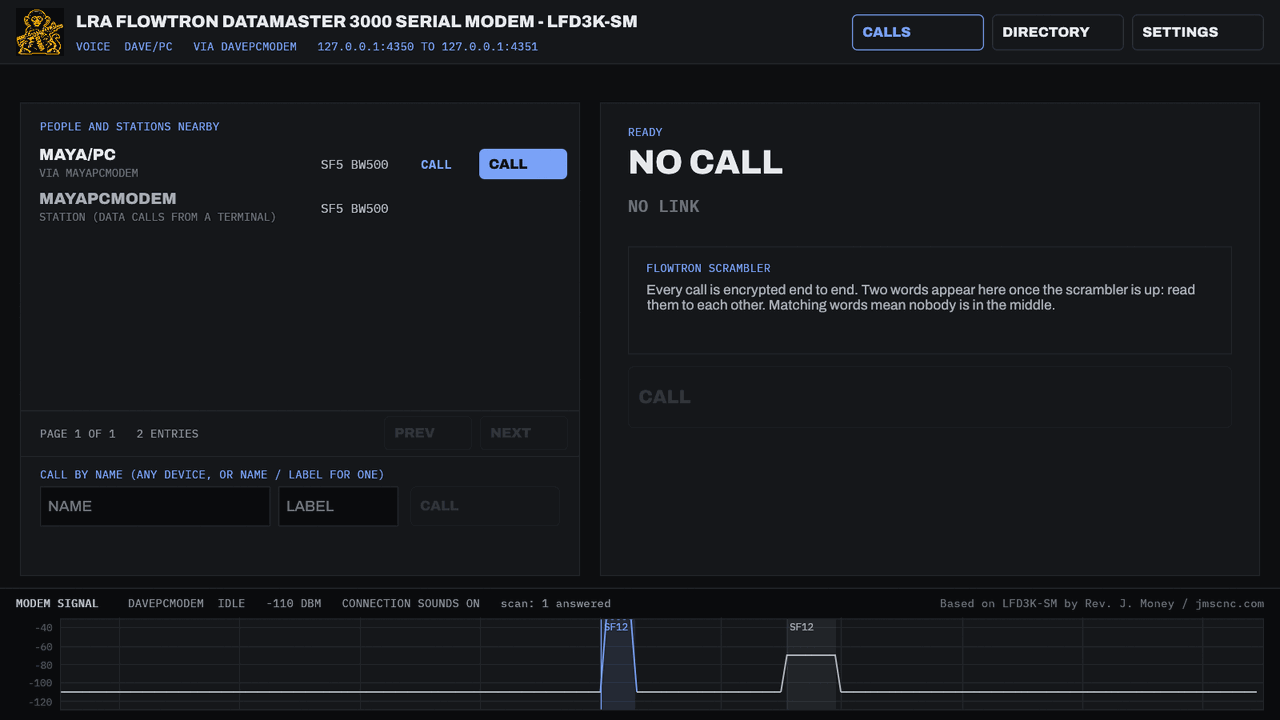 LRA FLOWTRON DATAMASTER 3000 SERIAL MODEM - LFD3K-SM
VOICE DAVE/PC VIA DAVEPCMODEM 127.0.0.1:4350 TO 127.0.0.1:4351
CALLS DIRECTORY SETTINGS
PEOPLE AND STATIONS NEARBY
MAYA/PC
VIA MAYAPCMODEM
SF5 BW500 CALL CALL
MAYAPCMODEM
STATION (DATA CALLS FROM A TERMINAL)
SF5 BW500
PAGE 1 OF 1 2 ENTRIES PREV NEXT
CALL BY NAME (ANY DEVICE, OR NAME / LABEL FOR ONE)
NAME LABEL CALL
READY
NO CALL
NO LINK
FLOWTRON SCRAMBLER
Every call is encrypted end to end. Two words appear here once the scrambler is up: read
them to each other. Matching words mean nobody is in the middle.
CALL
MODEM SIGNAL DAVEPCMODEM IDLE -110 DBM CONNECTION SOUNDS ON scan: 1 answered
Based on LFD3K-SM by Rev. J. Money / jmscnc.com
SF12 SF12
-40
-60
-80
-100
-120